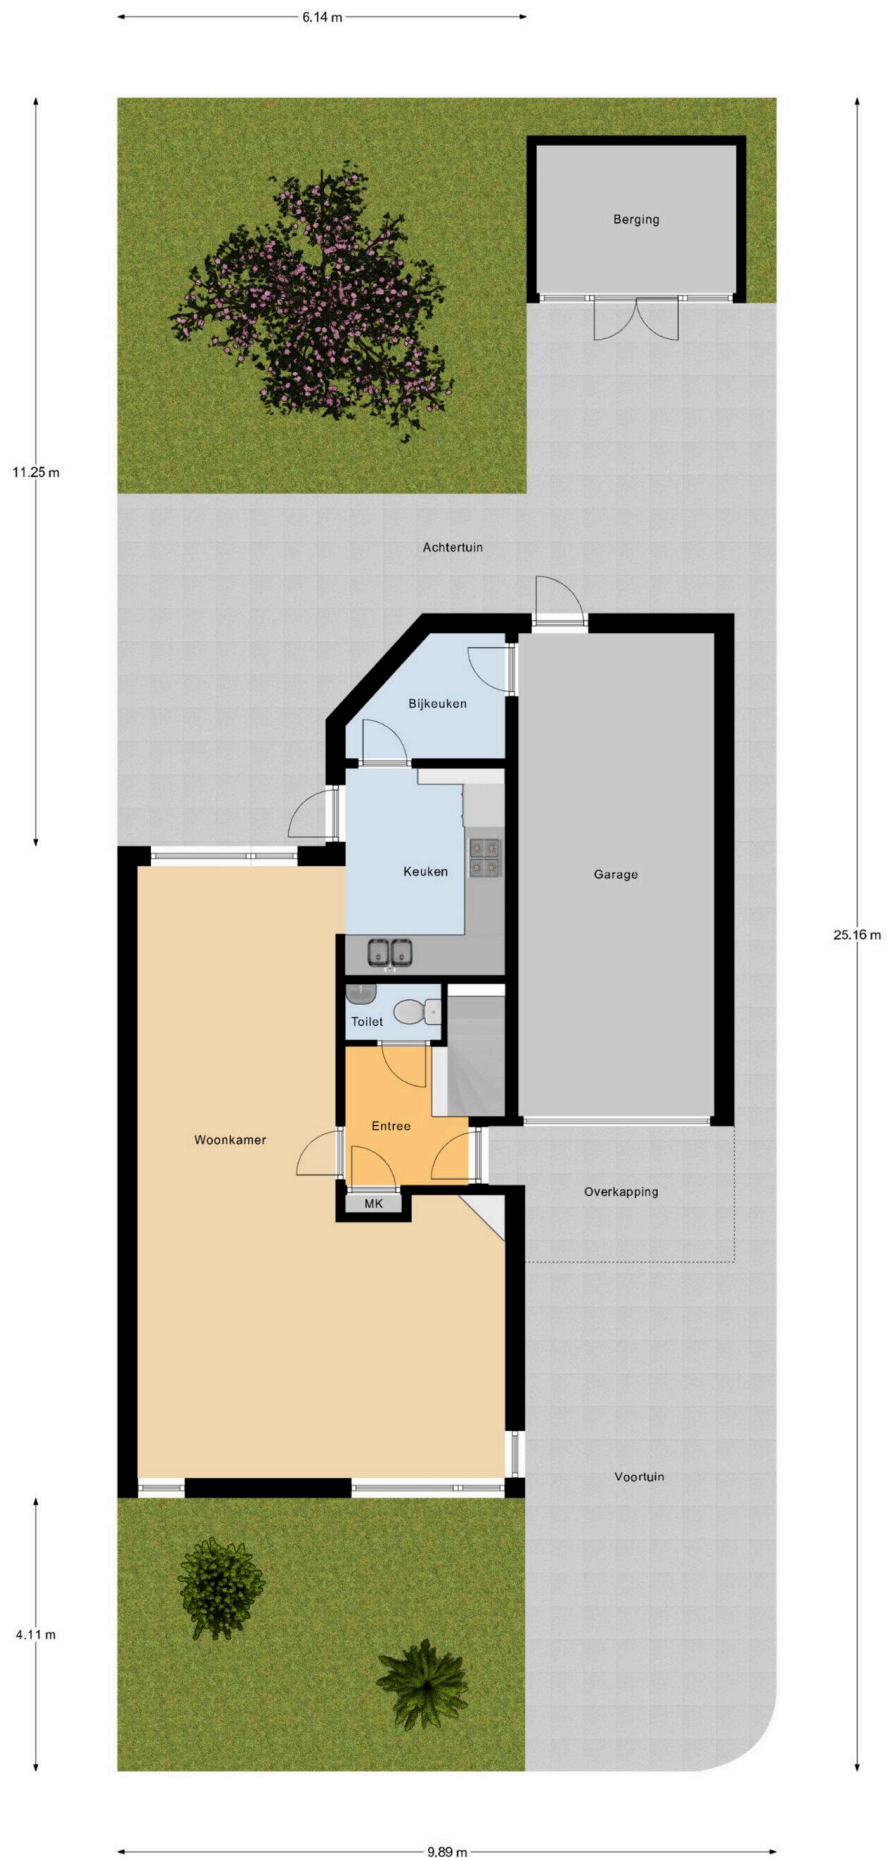 6.14 m
Berging
11.25 m
Achtertuin
Bijkeuken
Keuken
Garage
25.16 m
Toilet
Entree
Woonkamer
Overkapping
MK
Voortuin
4.11 m
9.89 m